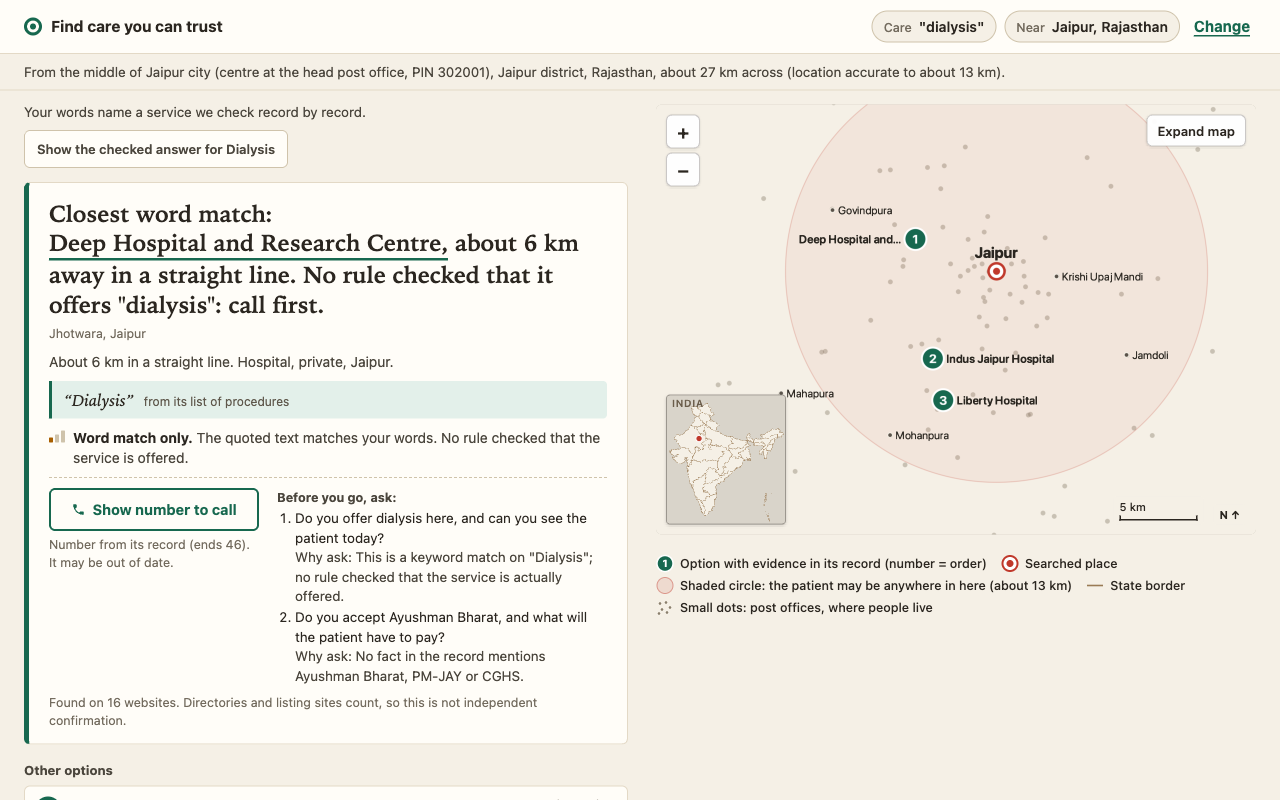 Find care you can trust
Care "dialysis"
Near Jaipur, Rajasthan
Change
From the middle of Jaipur city (centre at the head post office, PIN 302001), Jaipur district, Rajasthan, about 27 km across (location accurate to about 13 km).
Your words name a service we check record by record.
Show the checked answer for Dialysis
Closest word match:
Deep Hospital and Research Centre, about 6 km
away in a straight line. No rule checked that it
offers "dialysis": call first.
Jhotwara, Jaipur
About 6 km in a straight line. Hospital, private, Jaipur.
“Dialysis” from its list of procedures
Word match only. The quoted text matches your words. No rule checked that the
service is offered.
Show number to call
Number from its record (ends 46).
It may be out of date.
Before you go, ask:
1. Do you offer dialysis here, and can you see the
patient today?
Why ask: This is a keyword match on "Dialysis";
no rule checked that the service is actually
offered.
2. Do you accept Ayushman Bharat, and what will
the patient have to pay?
Why ask: No fact in the record mentions
Ayushman Bharat, PM-JAY or CGHS.
Found on 16 websites. Directories and listing sites count, so this is not independent
confirmation.
Other options
+
−
Expand map
Govindpura
Deep Hospital and...
1
Jaipur
Krishi Upaj Mandi
2
Indus Jaipur Hospital
Jamdoli
Mahapura
3
Liberty Hospital
INDIA
Mohanpura
5 km
N ↑
1 Option with evidence in its record (number = order)
Searched place
Shaded circle: the patient may be anywhere in here (about 13 km)
State border
Small dots: post offices, where people live